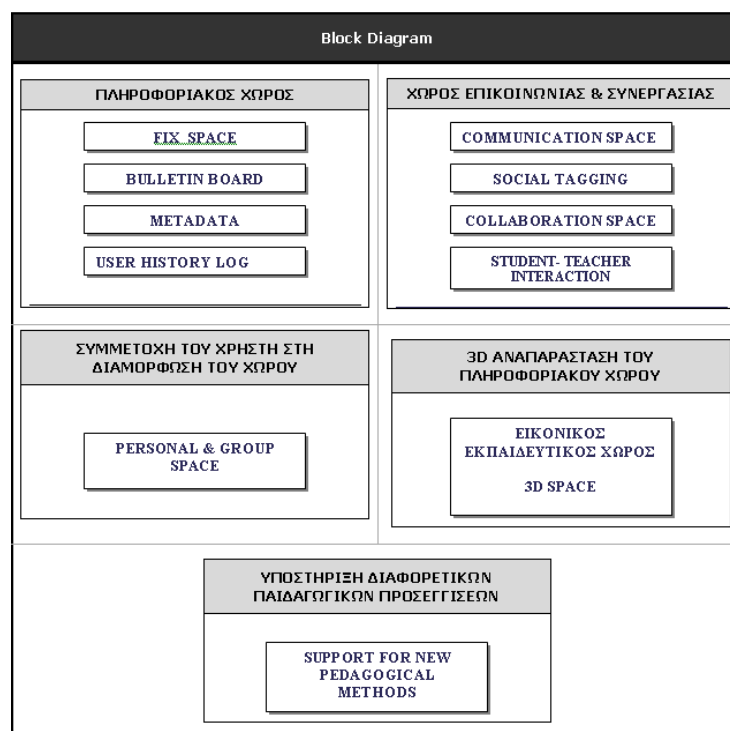 Block Diagram
ΠΛΗΡΟΦΟΡΙΑΚΟΣ ΧΩΡΟΣ
FIX SPACE
BULLETIN BOARD
METADATA
USER HISTORY LOG
ΧΩΡΟΣ ΕΠΙΚΟΙΝΩΝΙΑΣ & ΣΥΝΕΡΓΑΣΙΑΣ
COMMUNICATION SPACE
SOCIAL TAGGING
COLLABORATION SPACE
STUDENT- TEACHER
INTERACTION
ΣΥΜΜΕΤΟΧΗ ΤΟΥ ΧΡΗΣΤΗ ΣΤΗ
ΔΙΑΜΟΡΦΩΣΗ ΤΟΥ ΧΩΡΟΥ
PERSONAL & GROUP
SPACE
3D ΑΝΑΠΑΡΑΣΤΑΣΗ ΤΟΥ
ΠΛΗΡΟΦΟΡΙΑΚΟΥ ΧΩΡΟΥ
ΕΙΚΟΝΙΚΟΣ
ΕΚΠΑΙΔΕΥΤΙΚΟΣ ΧΩΡΟΣ
3D SPACE
ΥΠΟΣΤΗΡΙΞΗ ΔΙΑΦΟΡΕΤΙΚΩΝ
ΠΑΙΔΑΓΩΓΙΚΩΝ ΠΡΟΣΕΓΓΙΣΕΩΝ
SUPPORT FOR NEW
PEDAGOGICAL
METHODS